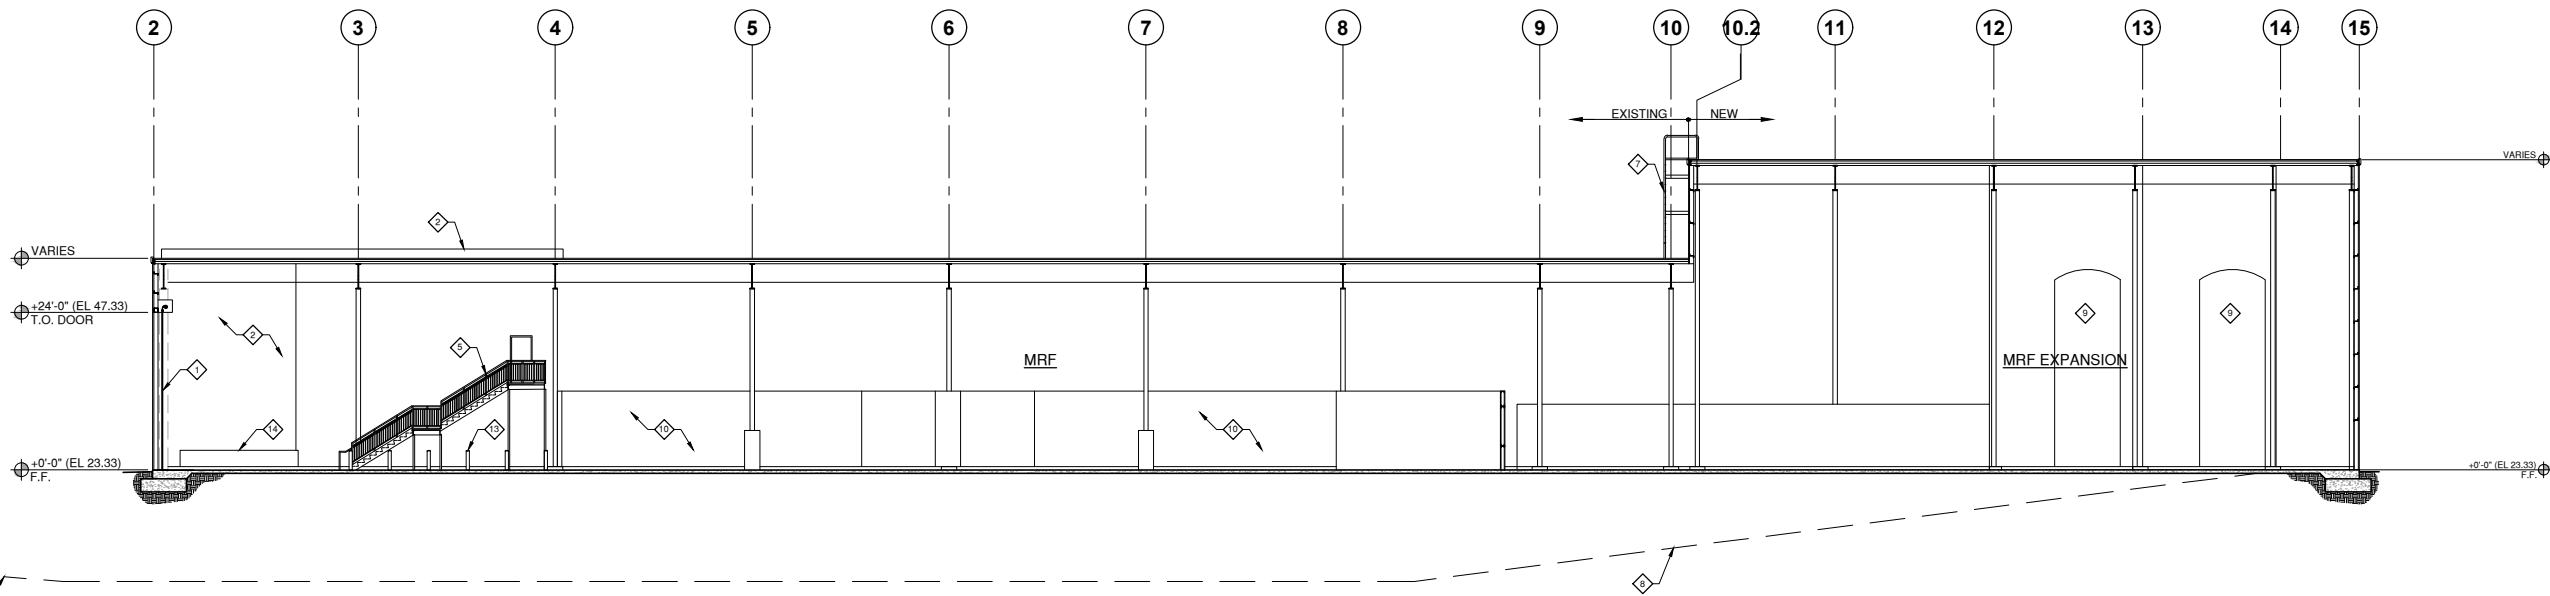 2 3 4 5 6 7 8 9 10 10.2 11 12 13 14 15
EXISTING NEW
7
VARIES
2
VARIES
+24'-0" (EL 47.33)
T.O. DOOR
2
9
9
5
MRF
MRF EXPANSION
1
14
13
10
10
+0'-0" (EL 23.33)
F.F.
+0'-0" (EL 23.33)
F.F.
8